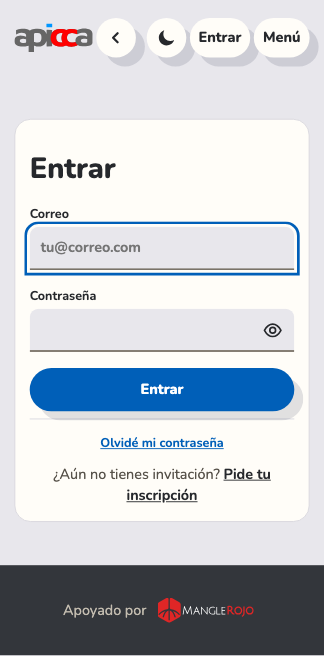 apicca
Entrar
Menú
Entrar
Correo
tu@correo.com
Contraseña
Entrar
Olvidé mi contraseña
¿Aún no tienes invitación? Pide tu
inscripción
Apoyado por MANGLEROJO